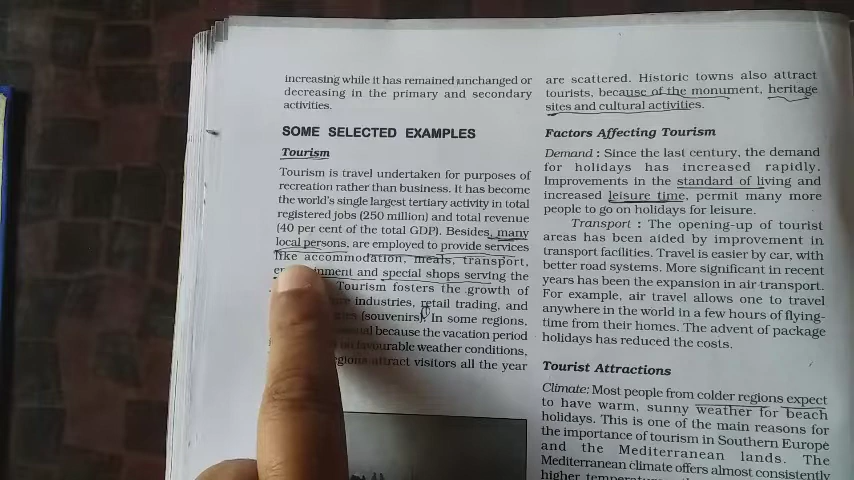 increasing while it has remained unchanged or
decreasing in the primary and secondary
activities.
SOME SELECTED EXAMPLES
Tourism
Tourism is travel undertaken for purposes of
recreation rather than business. It has become
the world's single largest tertiary activity in total
registered jobs (250 million) and total revenue
(40 per cent of the total GDP). Besides, many
local persons, are employed to provide services
like accommodation, meals, transport,
and special shops serving the
Tourism fosters the growth of
industries, retail trading, and
(souvenirs). In some regions,
because the vacation period
favourable weather conditions,
attract visitors all the year
are scattered. Historic towns also attract
tourists, because of the monument, heritage
sites and cultural activities.
Factors Affecting Tourism
Demand : Since the last century, the demand
for holidays has increased rapidly.
Improvements in the standard of living and
increased leisure time, permit many more
people to go on holidays for leisure.
Transport : The opening-up of tourist
areas has been aided by improvement in
transport facilities. Travel is easier by car, with
better road systems. More significant in recent
years has been the expansion in air transport.
For example, air travel allows one to travel
anywhere in the world in a few hours of flying-
time from their homes. The advent of package
holidays has reduced the costs.
Tourist Attractions
Climate: Most people from colder regions expect
to have warm, sunny weather for beach
holidays. This is one of the main reasons for
the importance of tourism in Southern Europe
and the Mediterranean lands. The
Mediterranean climate offers almost consistently
higher